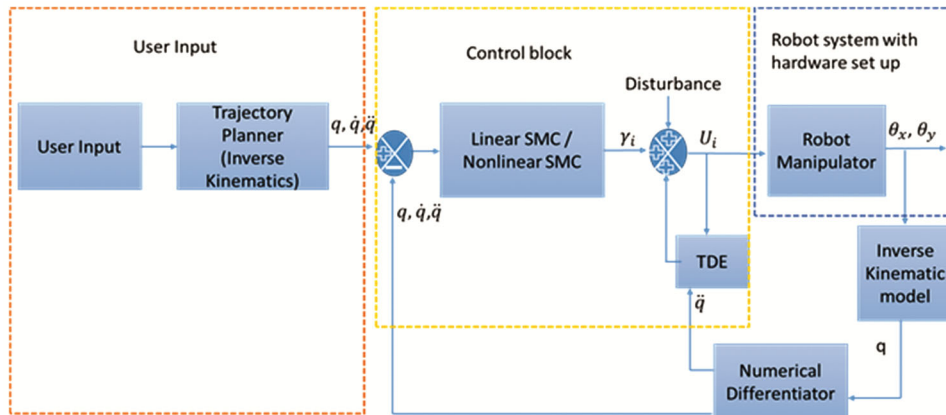 User Input
User Input
Trajectory
Planner
(Inverse
Kinematics)
q, q̇,q̈
Control block
Linear SMC /
Nonlinear SMC
q, q̇,q̈
γᵢ
Disturbance
Uᵢ
TDE
q̈
Robot system with
hardware set up
Robot
Manipulator
θₓ, θᵧ
Inverse
Kinematic
model
q
Numerical
Differentiator